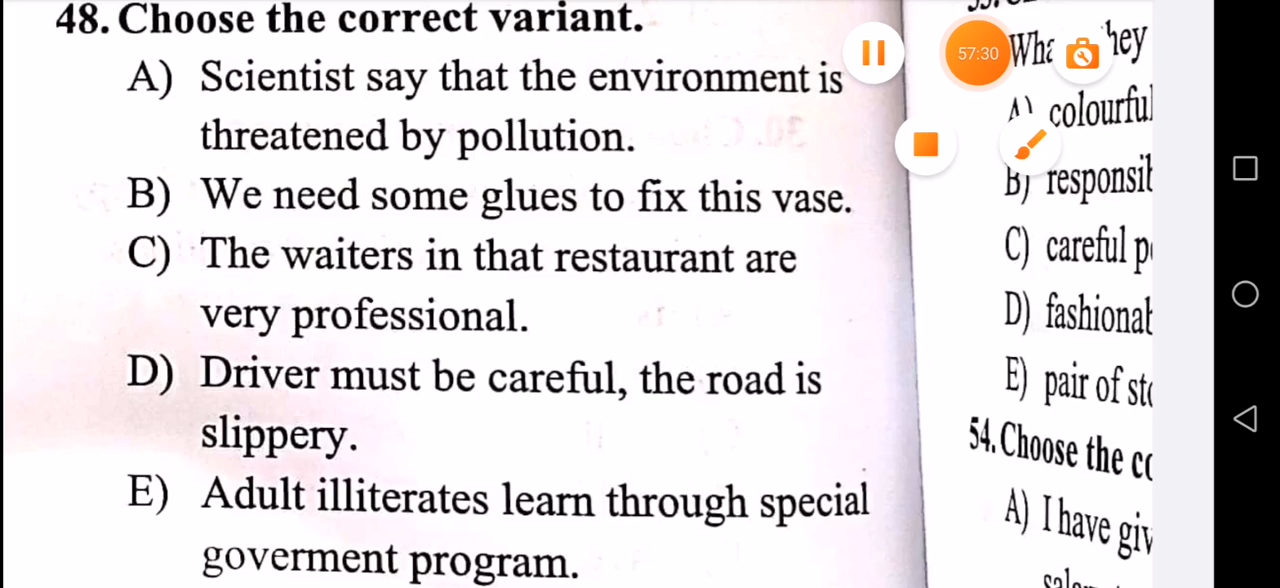 48. Choose the correct variant.
A) Scientist say that the environment is
threatened by pollution.
B) We need some glues to fix this vase.
C) The waiters in that restaurant are
very professional.
D) Driver must be careful, the road is
slippery.
E) Adult illiterates learn through special
goverment program.
57:30
hey
A) colourful
B)
C) careful
D)
E) pair of
54. Choose the
A) I have